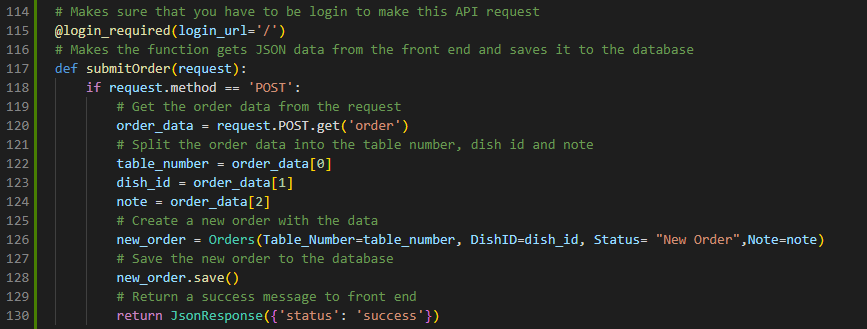 114 # Makes sure that you have to be login to make this API request
115 @login_required(login_url='/')
116 # Makes the function gets JSON data from the front end and saves it to the database
117 def submitOrder(request):
118     if request.method == 'POST':
119         # Get the order data from the request
120         order_data = request.POST.get('order')
121         # Split the order data into the table number, dish id and note
122         table_number = order_data[0]
123         dish_id = order_data[1]
124         note = order_data[2]
125         # Create a new order with the data
126         new_order = Orders(Table_Number=table_number, DishID=dish_id, Status= "New Order",Note=note)
127         # Save the new order to the database
128         new_order.save()
129         # Return a success message to front end
130         return JsonResponse({'status': 'success'})